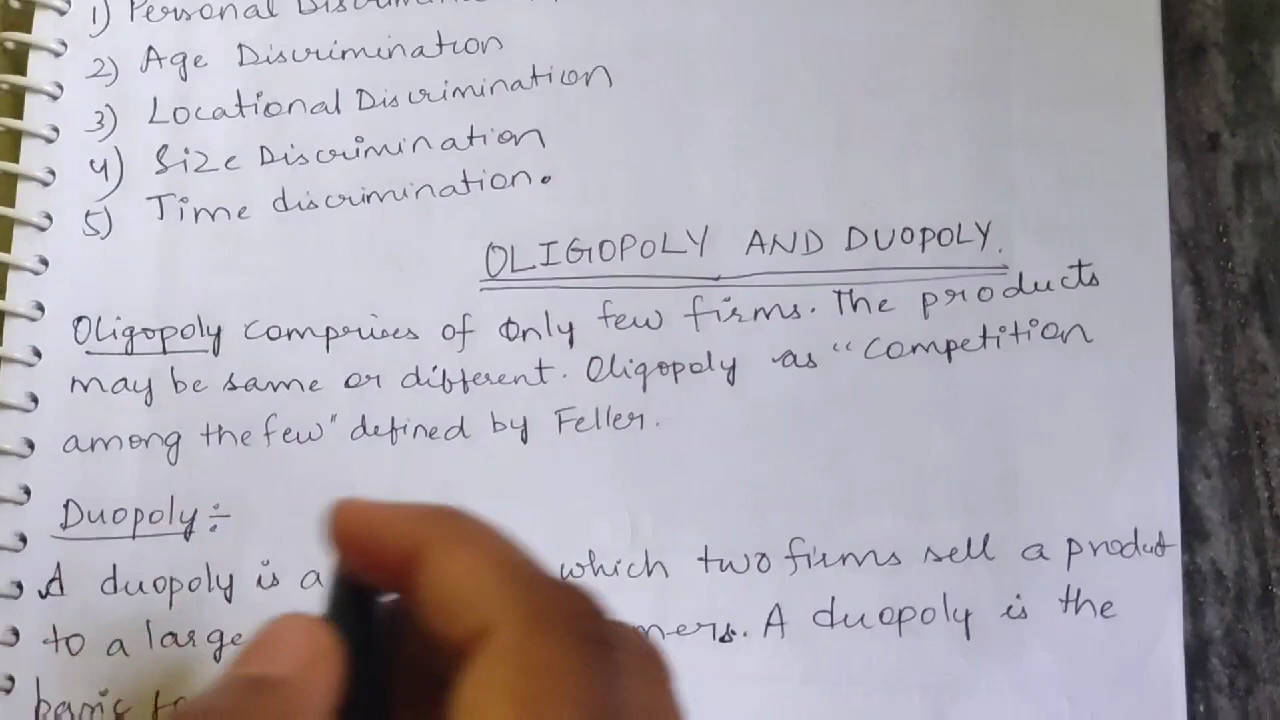 1) Personal
2) Age Discrimination
3) Locational Discrimination
4) Size Discrimination
5) Time discrimination.
OLIGOPOLY AND DUOPOLY.
Oligopoly comprises of only few firms. The products
may be same or different. Oligopoly as "competition
among the few" defined by Feller.
Duopoly :-
A duopoly is a which two firms sell a product
to a large A duopoly is the